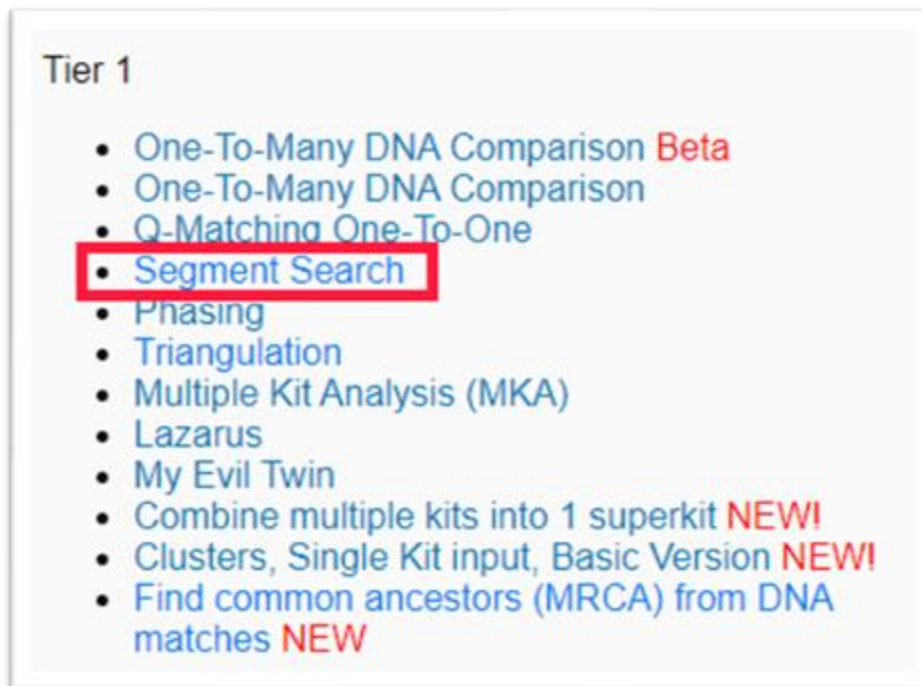 Tier 1
One-To-Many DNA Comparison Beta
One-To-Many DNA Comparison
Q-Matching One-To-One
Segment Search
Phasing
Triangulation
Multiple Kit Analysis (MKA)
Lazarus
My Evil Twin
Combine multiple kits into 1 superkit NEW!
Clusters, Single Kit input, Basic Version NEW!
Find common ancestors (MRCA) from DNA
matches NEW